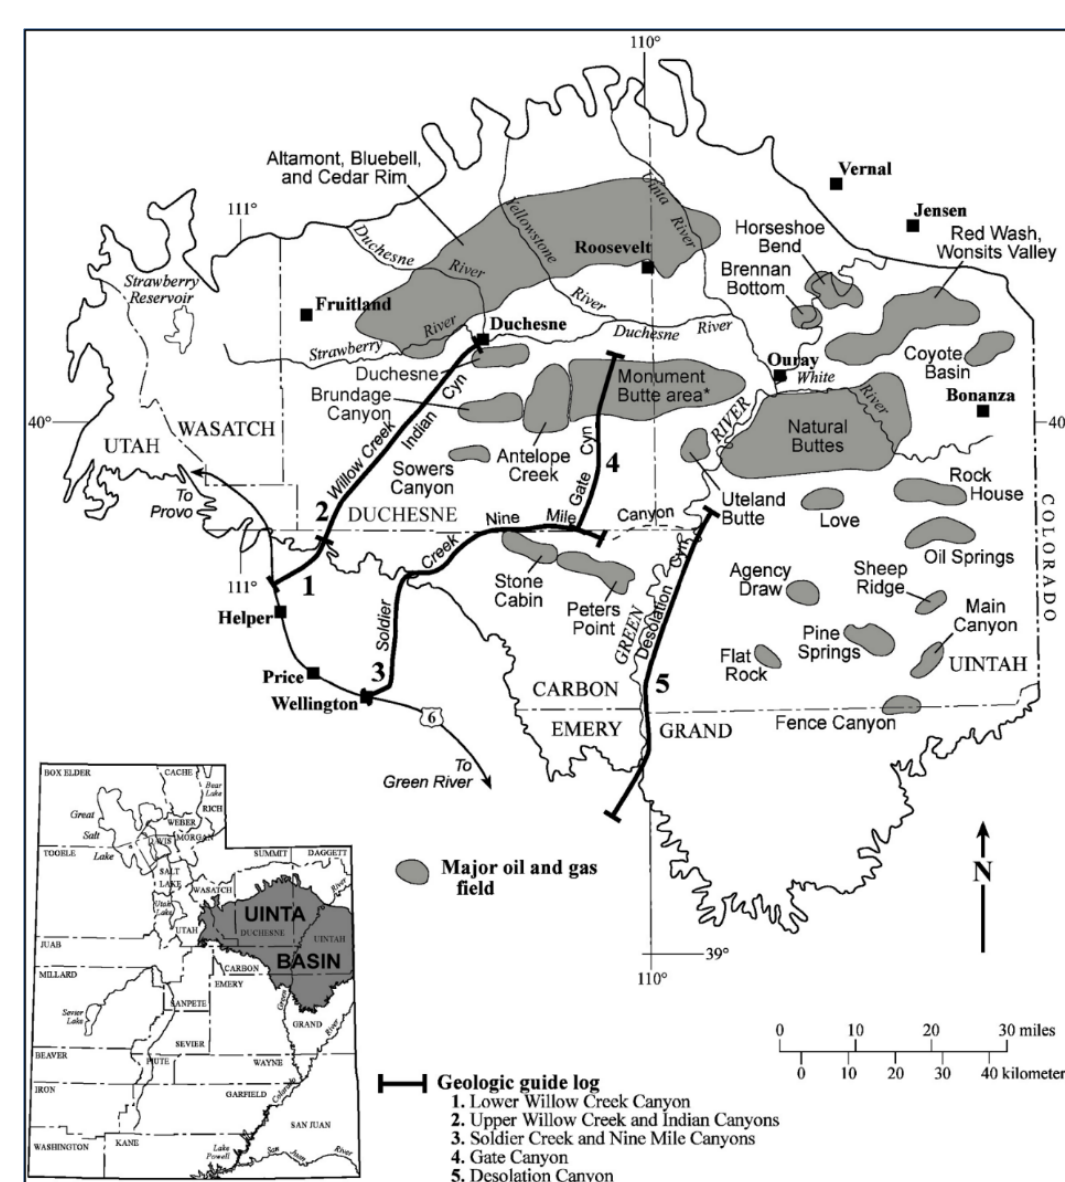 110°
Altamont, Bluebell,
and Cedar Rim
Vernal
111°
Jensen
Duchesne
River
Yellowstone
River
Uinta
River
Roosevelt
Horseshoe
Bend
Brennan
Bottom
Red Wash,
Wonsits Valley
Strawberry
Reservoir
Fruitland
Strawberry
River
Duchesne
Duchesne River
Duchesne
Ouray
White
River
Coyote
Basin
Bonanza
Brundage
Canyon
Monument
Butte area*
40°
UTAH
WASATCH
Willow Creek
Indian Cyn
Sowers
Canyon
Antelope
Creek
Gate Cyn
4
RIVER
Natural
Buttes
40
To
Provo
2
DUCHESNE
Nine Mile Canyon
Uteland
Butte
Love
Rock
House
Oil Springs
COLORADO
111°
1
Helper
Creek
Soldier
3
Stone
Cabin
Peters
Point
GREEN
Desolation Cyn
Agency
Draw
Sheep
Ridge
Main
Canyon
Pine
Springs
Flat
Rock
UINTAH
Price
Wellington
6
CARBON
5
EMERY
GRAND
Fence Canyon
To
Green River
Major oil and gas
field
N
39°
110°
BOX ELDER
CACHE
Bear
Lake
RICH
Great
Salt
Lake
WEBER
MORGAN
TOOELE
SALT
LAKE
SUMMIT
DAGGETT
WASATCH
River
Utah
Lake
UINTA
BASIN
DUCHESNE
UINTAH
UTAH
JUAB
CARBON
MILLARD
EMERY
Green
SANPETE
Sevier
Lake
GRAND
River
SEVIER
BEAVER
PIUTE
WAYNE
IRON
GARFIELD
Colorado
SAN JUAN
WASHINGTON
KANE
Lake
Powell
San Juan River
0 10 20 30 miles
0 10 20 30 40 kilometer
Geologic guide log
1. Lower Willow Creek Canyon
2. Upper Willow Creek and Indian Canyons
3. Soldier Creek and Nine Mile Canyons
4. Gate Canyon
5. Desolation Canyon